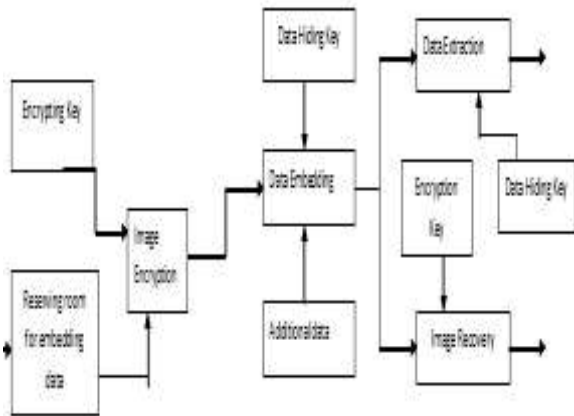 Data Hiding Key
Data Extraction
Encrypting Key
Data Embedding
Encryption
Key
Data Hiding Key
Image
Encryption
Reserving room
for embedding
data
Additional data
Image Recovery